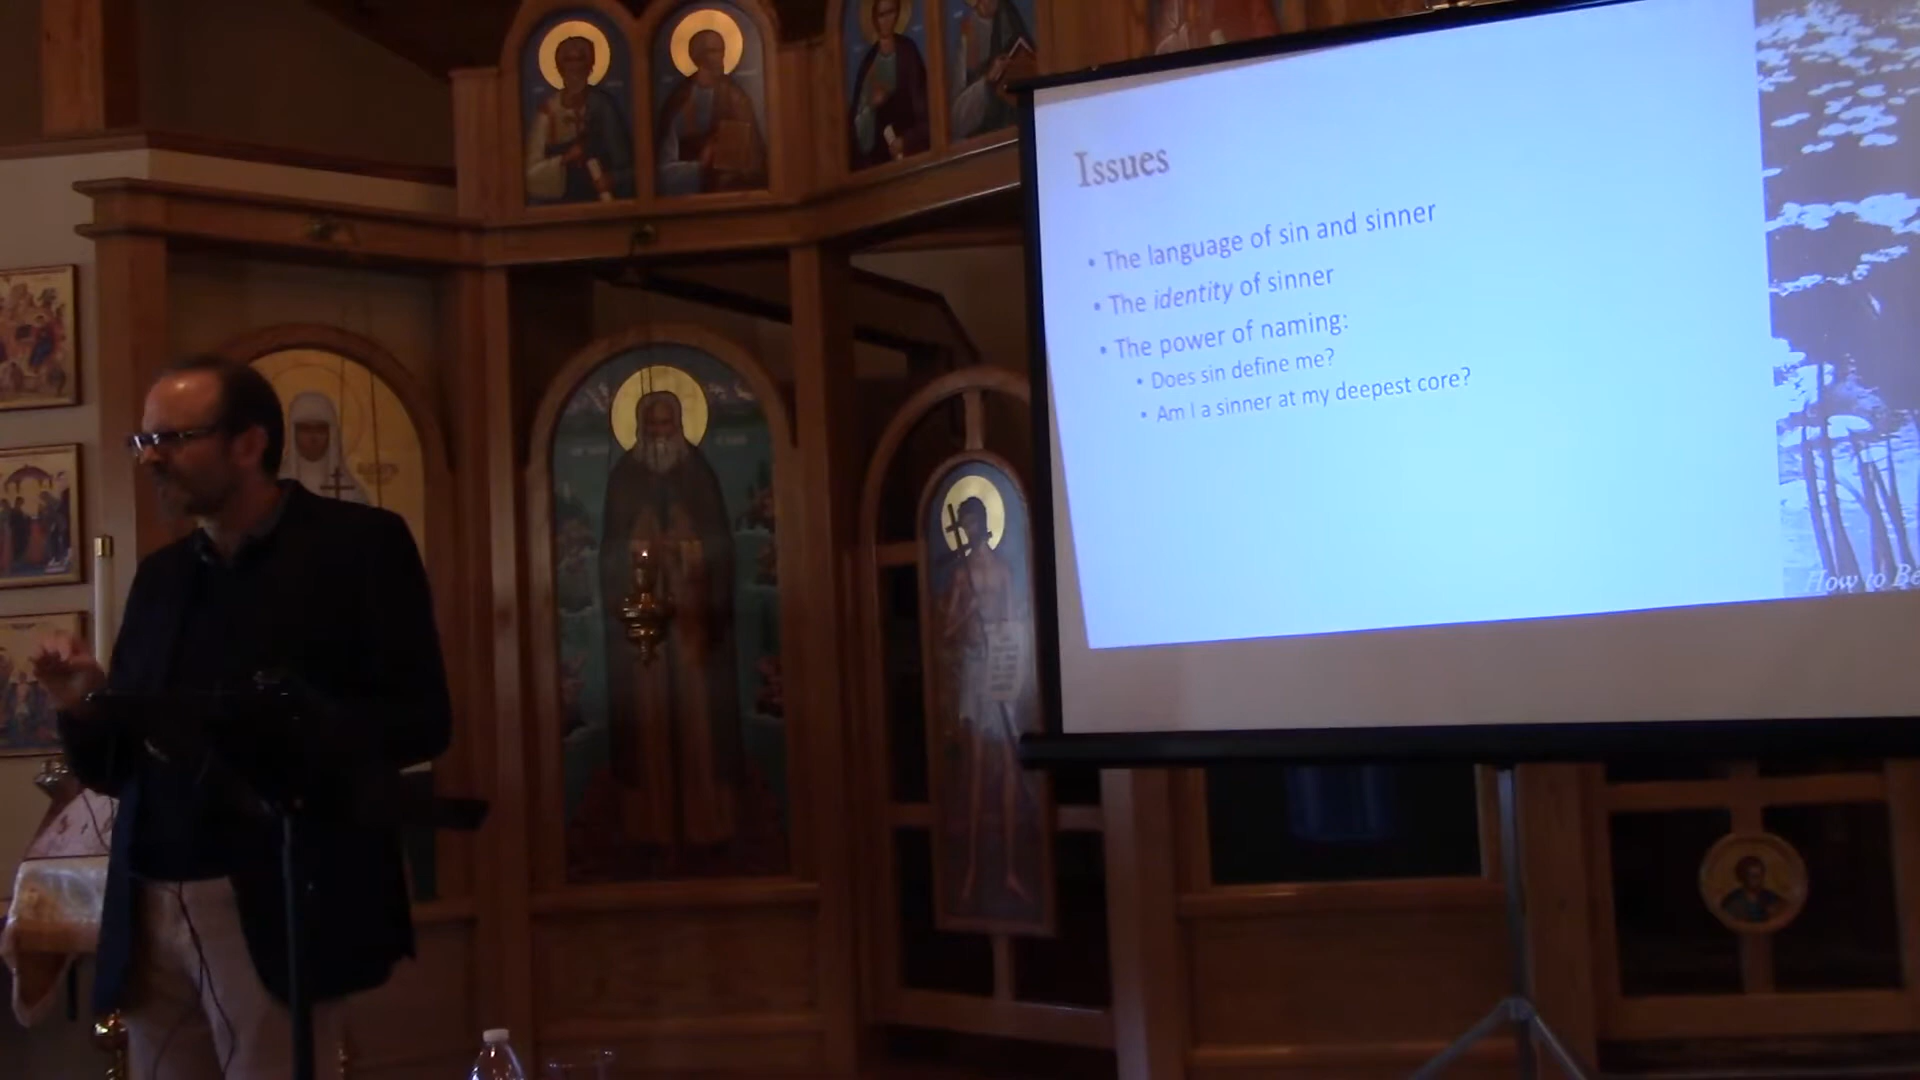 Issues
• The language of sin and sinner
• The identity of sinner
• The power of naming:
• Does sin define me?
• Am I a sinner at my deepest core?
How to Be